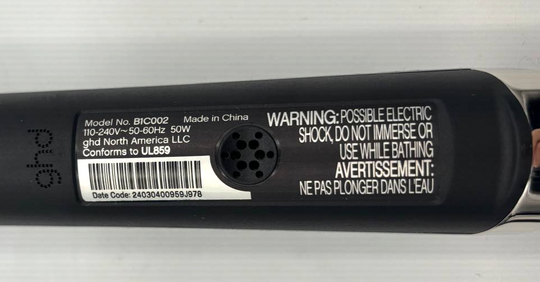 ghd
Model No. B1C002 Made in China
110-240V~50-60Hz 50W
ghd North America LLC
Conforms to UL859
Date Code: 24030400959J978
WARNING: POSSIBLE ELECTRIC
SHOCK, DO NOT IMMERSE OR
USE WHILE BATHING
AVERTISSEMENT:
NE PAS PLONGER DANS L'EAU